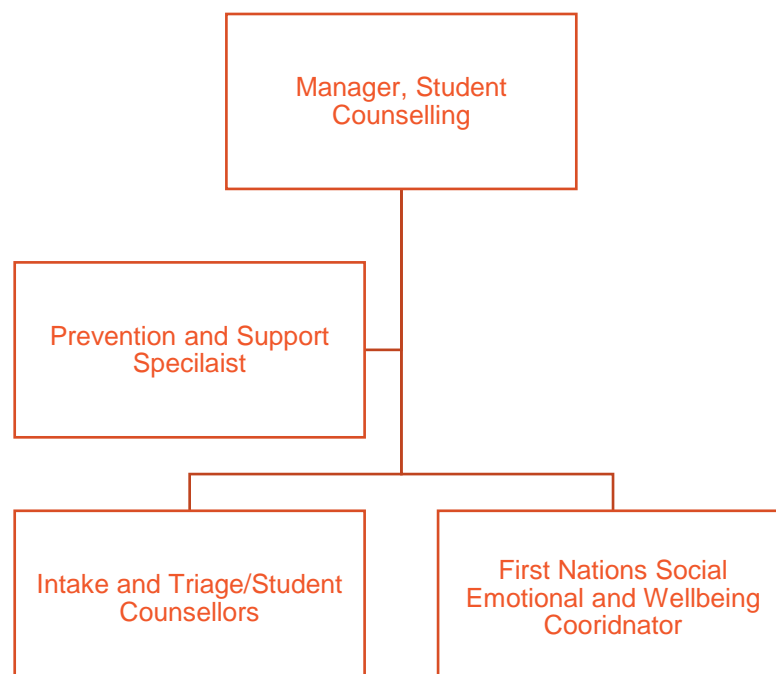 Manager, Student
Counselling
Prevention and Support
Specilaist
Intake and Triage/Student
Counsellors
First Nations Social
Emotional and Wellbeing
Cooridnator